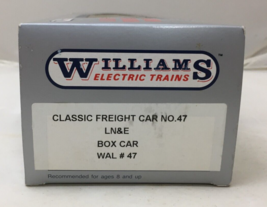 WILLIAMS
ELECTRIC TRAINS
CLASSIC FREIGHT CAR NO.47
LN&E
BOX CAR
WAL # 47
Recommended for ages 8 and up